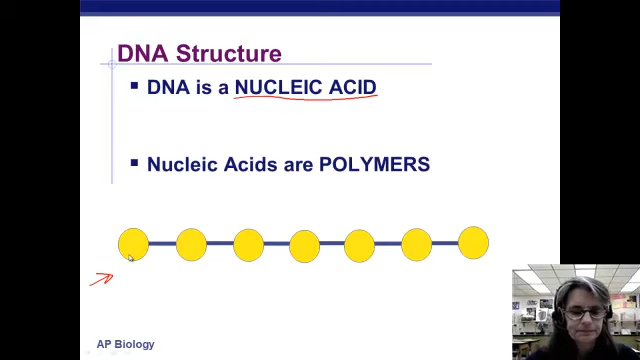 DNA Structure
DNA is a NUCLEIC ACID
Nucleic Acids are POLYMERS
AP Biology